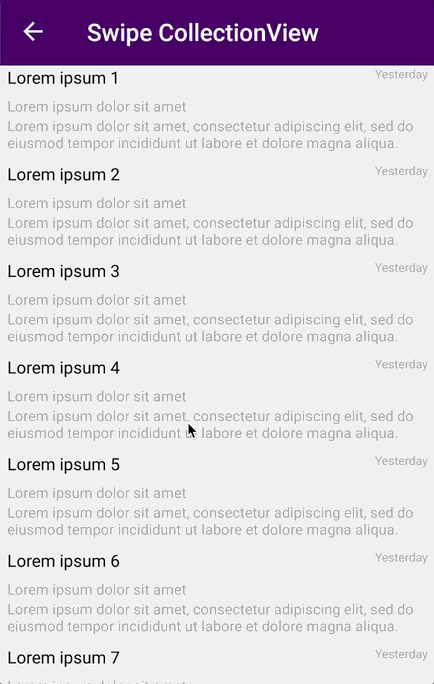 Swipe CollectionView
Lorem ipsum 1 Yesterday
Lorem ipsum dolor sit amet
Lorem ipsum dolor sit amet, consectetur adipiscing elit, sed do
eiusmod tempor incididunt ut labore et dolore magna aliqua.
Lorem ipsum 2 Yesterday
Lorem ipsum dolor sit amet
Lorem ipsum dolor sit amet, consectetur adipiscing elit, sed do
eiusmod tempor incididunt ut labore et dolore magna aliqua.
Lorem ipsum 3 Yesterday
Lorem ipsum dolor sit amet
Lorem ipsum dolor sit amet, consectetur adipiscing elit, sed do
eiusmod tempor incididunt ut labore et dolore magna aliqua.
Lorem ipsum 4 Yesterday
Lorem ipsum dolor sit amet
Lorem ipsum dolor sit amet, consectetur adipiscing elit, sed do
eiusmod tempor incididunt ut labore et dolore magna aliqua.
Lorem ipsum 5 Yesterday
Lorem ipsum dolor sit amet
Lorem ipsum dolor sit amet, consectetur adipiscing elit, sed do
eiusmod tempor incididunt ut labore et dolore magna aliqua.
Lorem ipsum 6 Yesterday
Lorem ipsum dolor sit amet
Lorem ipsum dolor sit amet, consectetur adipiscing elit, sed do
eiusmod tempor incididunt ut labore et dolore magna aliqua.
Lorem ipsum 7 Yesterday